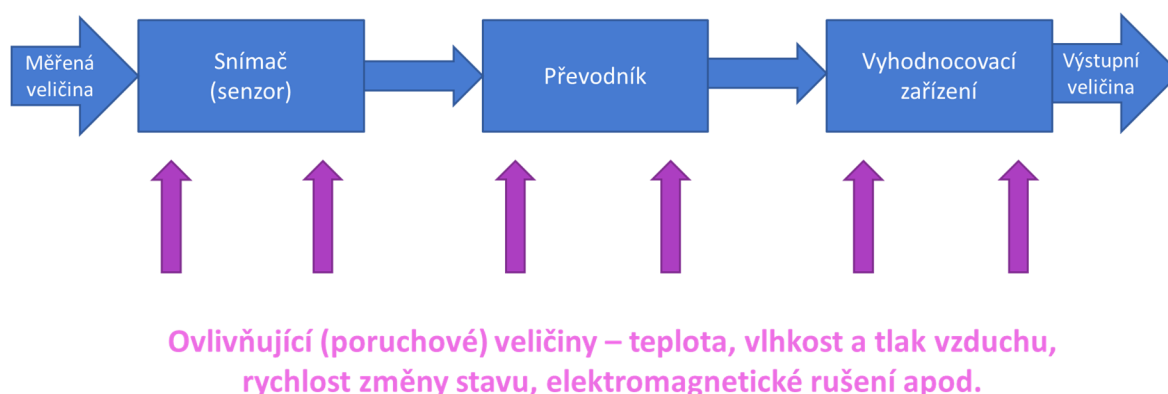 Měřená
veličina
Snímač
(senzor)
Převodník
Vyhodnocovací
zařízení
Výstupní
veličina
Ovlivňující (poruchové) veličiny – teplota, vlhkost a tlak vzduchu,
rychlost změny stavu, elektromagnetické rušení apod.